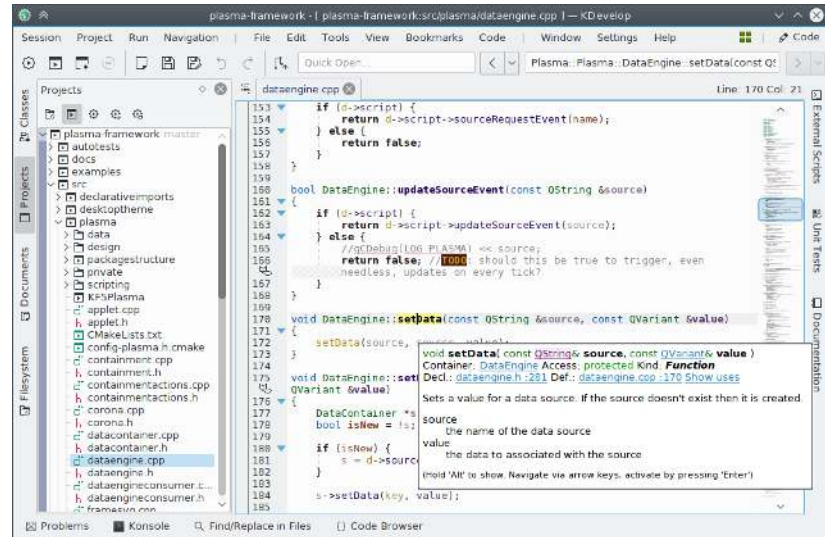 plasma-framework - [ plasma-framework:src/plasma/dataengine.cpp ] — KDevelop
Session Project Run Navigation File Edit Tools View Bookmarks Code Window Settings Help Code
Quick Open... Plasma::Plasma::DataEngine::setData(const QS
Projects dataengine.cpp Line: 170 Col: 21
Classes
Projects
Documents
Filesystem
plasma-framework master
autotests
docs
examples
src
declarativeimports
desktoptheme
plasma
data
design
packagestructure
private
scripting
KF5Plasma
applet.cpp
applet.h
CMakeLists.txt
config-plasma.h.cmake
containment.cpp
containment.h
containmentactions.cpp
containmentactions.h
corona.cpp
corona.h
datacontainer.cpp
datacontainer.h
dataengine.cpp
dataengine.h
dataengineconsumer.c...
dataengineconsumer.h
framesvg.cpp
153 if (d->script) {
154 return d->script->sourceRequestEvent(name);
155 } else {
156 return false;
157 }
158 }
159
160 bool DataEngine::updateSourceEvent(const QString &source)
161 {
162 if (d->script) {
163 return d->script->updateSourceEvent(source);
164 } else {
165 //qCDebug(LOG_PLASMA) << source;
166 return false; //TODO: should this be true to trigger, even
needless, updates on every tick?
167 }
168 }
169
170 void DataEngine::setData(const QString &source, const QVariant &value)
171 {
172 setData(source, source, value);
173 }
174
175 void DataEngine::set
QVariant &value)
176 {
177 DataContainer *s
178 bool isNew = !s;
179
180 if (isNew) {
181 s = d->sourc
182 }
183
184 s->setData(key, value);
185
void setData( const QString& source, const QVariant& value )
Container: DataEngine Access: protected Kind: Function
Decl.: dataengine.h :281 Def.: dataengine.cpp :170 Show uses
Sets a value for a data source. If the source doesn't exist then it is created.
source
the name of the data source
value
the data to associated with the source
(Hold 'Alt' to show. Navigate via arrow keys, activate by pressing 'Enter')
External Scripts
Unit Tests
Documentation
Problems Konsole Find/Replace in Files {} Code Browser